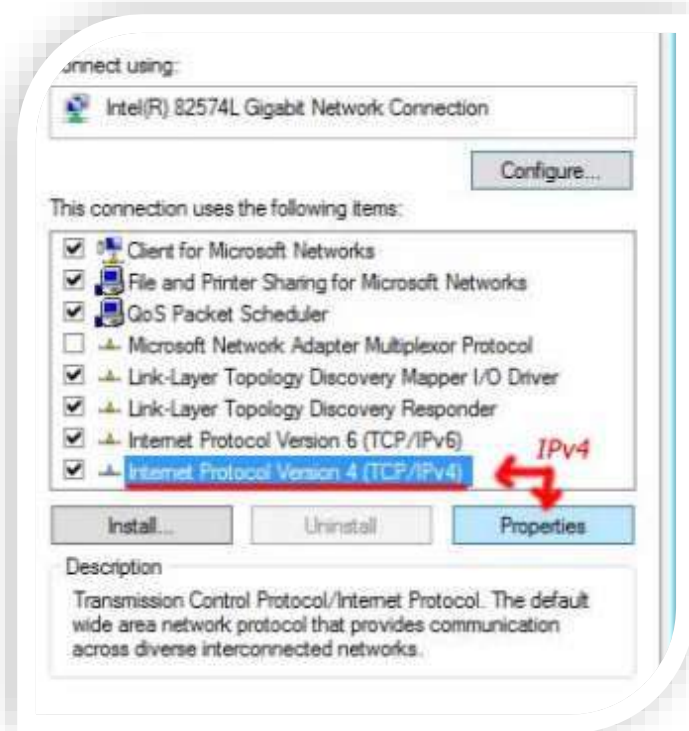 onnect using:
Intel(R) 82574L Gigabit Network Connection
Configure...
This connection uses the following items:
Client for Microsoft Networks
File and Printer Sharing for Microsoft Networks
QoS Packet Scheduler
Microsoft Network Adapter Multiplexor Protocol
Link-Layer Topology Discovery Mapper I/O Driver
Link-Layer Topology Discovery Responder
Internet Protocol Version 6 (TCP/IPv6)
IPv4
Internet Protocol Version 4 (TCP/IPv4)
Install...
Uninstall
Properties
Description
Transmission Control Protocol/Internet Protocol. The default
wide area network protocol that provides communication
across diverse interconnected networks.